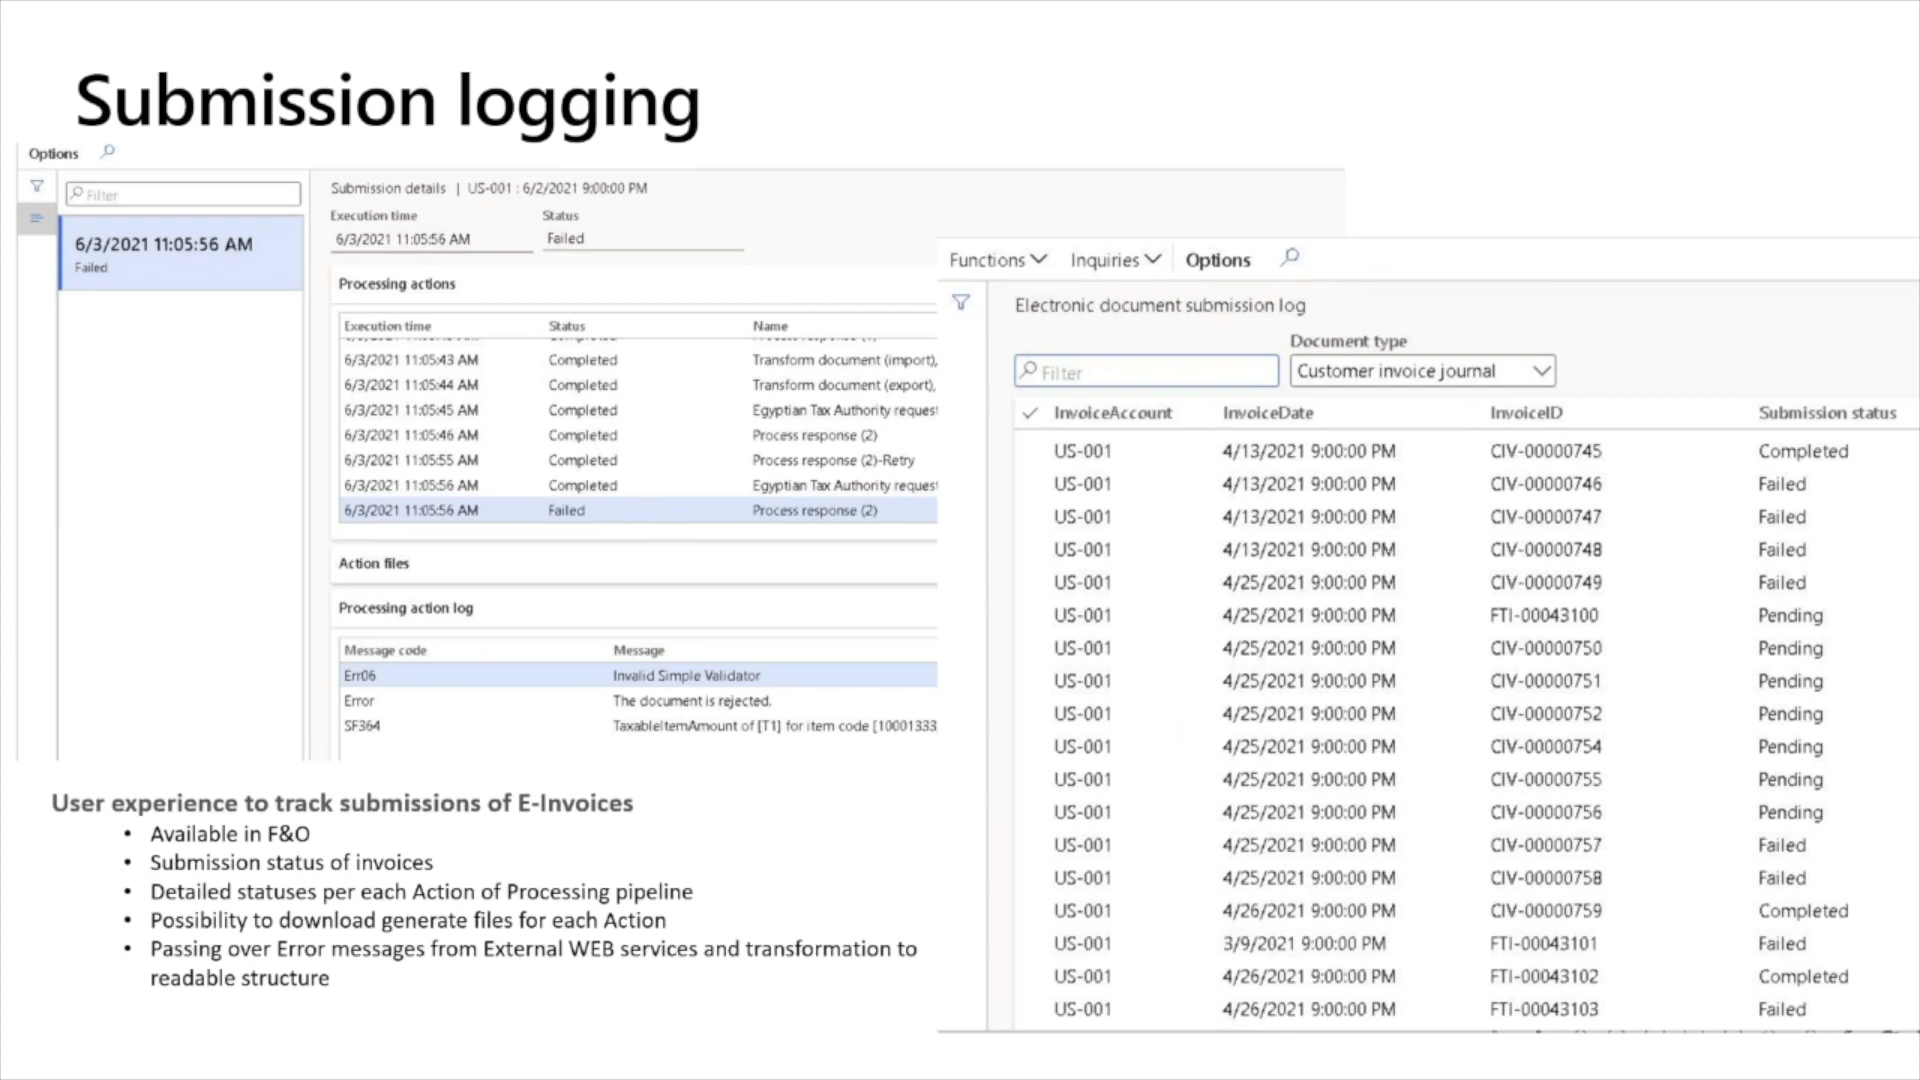 Submission logging
Options
Filter
6/3/2021 11:05:56 AM
Failed
Submission details | US-001 : 6/2/2021 9:00:00 PM
Execution time Status
6/3/2021 11:05:56 AM Failed
Processing actions
Execution time Status Name
6/3/2021 11:05:43 AM Completed Transform document (import),
6/3/2021 11:05:44 AM Completed Transform document (export),
6/3/2021 11:05:45 AM Completed Egyptian Tax Authority request
6/3/2021 11:05:46 AM Completed Process response (2)
6/3/2021 11:05:55 AM Completed Process response (2)-Retry
6/3/2021 11:05:56 AM Completed Egyptian Tax Authority reques
6/3/2021 11:05:56 AM Failed Process response (2)
Action files
Processing action log
Message code Message
Err06 Invalid Simple Validator
Error The document is rejected.
SF364 TaxableItemAmount of [T1] for item code [10001333
Functions Inquiries Options
Electronic document submission log
Document type
Filter Customer invoice journal
InvoiceAccount InvoiceDate InvoiceID Submission status
US-001 4/13/2021 9:00:00 PM CIV-00000745 Completed
US-001 4/13/2021 9:00:00 PM CIV-00000746 Failed
US-001 4/13/2021 9:00:00 PM CIV-00000747 Failed
US-001 4/13/2021 9:00:00 PM CIV-00000748 Failed
US-001 4/25/2021 9:00:00 PM CIV-00000749 Failed
US-001 4/25/2021 9:00:00 PM FTI-00043100 Pending
US-001 4/25/2021 9:00:00 PM CIV-00000750 Pending
US-001 4/25/2021 9:00:00 PM CIV-00000751 Pending
US-001 4/25/2021 9:00:00 PM CIV-00000752 Pending
US-001 4/25/2021 9:00:00 PM CIV-00000754 Pending
US-001 4/25/2021 9:00:00 PM CIV-00000755 Pending
US-001 4/25/2021 9:00:00 PM CIV-00000756 Pending
US-001 4/25/2021 9:00:00 PM CIV-00000757 Failed
US-001 4/25/2021 9:00:00 PM CIV-00000758 Failed
US-001 4/26/2021 9:00:00 PM CIV-00000759 Completed
US-001 3/9/2021 9:00:00 PM FTI-00043101 Failed
US-001 4/26/2021 9:00:00 PM FTI-00043102 Completed
US-001 4/26/2021 9:00:00 PM FTI-00043103 Failed
User experience to track submissions of E-Invoices
• Available in F&O
• Submission status of invoices
• Detailed statuses per each Action of Processing pipeline
• Possibility to download generate files for each Action
• Passing over Error messages from External WEB services and transformation to
readable structure